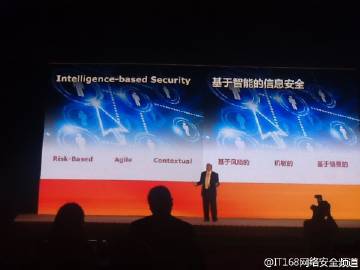 Intelligence-based Security
基于智能的信息安全
Risk-Based Agile Contextual
基于风险的 机敏的 基于情景的
@IT168网络安全频道